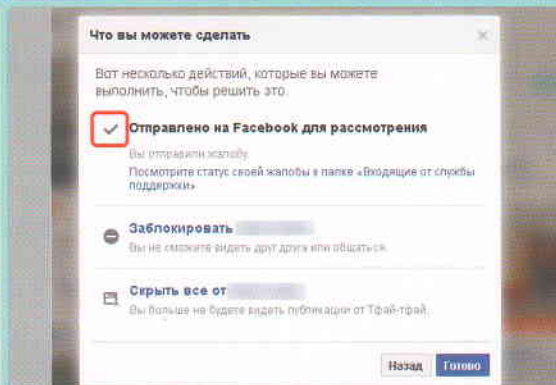 Что вы можете сделать
Вот несколько действий, которые вы можете
выполнить, чтобы решить это.
Отправлено на Facebook для рассмотрения
Вы отправили жалобу.
Посмотрите статус своей жалобы в папке «Входящие от службы
поддержки»
Заблокировать
Вы не сможете видеть друг друга или общаться.
Скрыть все от
Вы больше не будете видеть публикации от Тфай-тфай.
Назад Готово